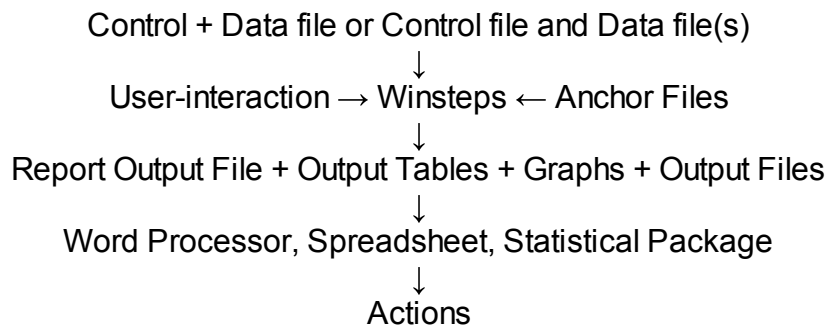 Control + Data file or Control file and Data file(s)
↓
User-interaction → Winsteps ← Anchor Files
↓
Report Output File + Output Tables + Graphs + Output Files
↓
Word Processor, Spreadsheet, Statistical Package
↓
Actions